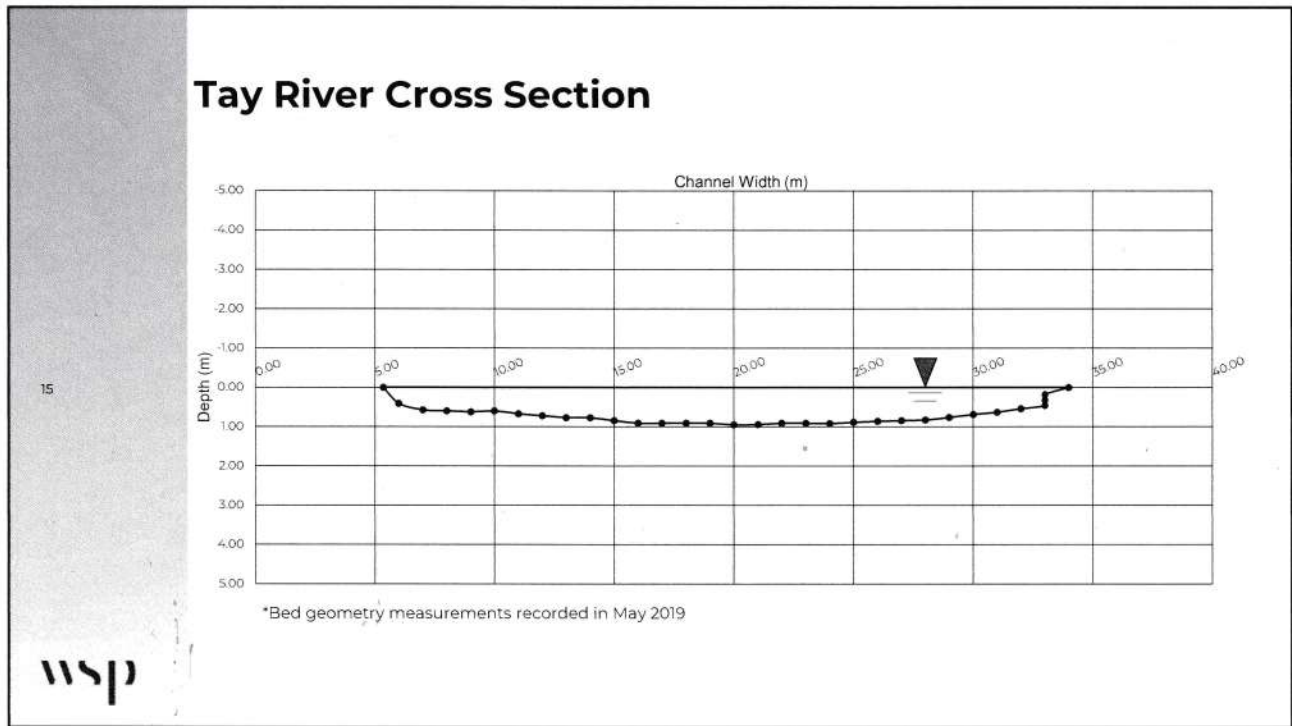 Tay River Cross Section
Channel Width (m)
-5.00
-4.00
-3.00
-2.00
-1.00
0.00 5.00 10.00 15.00 20.00 25.00 30.00 35.00 40.00
15
Depth (m)
0.00
1.00
2.00
3.00
4.00
5.00
*Bed geometry measurements recorded in May 2019
wsp